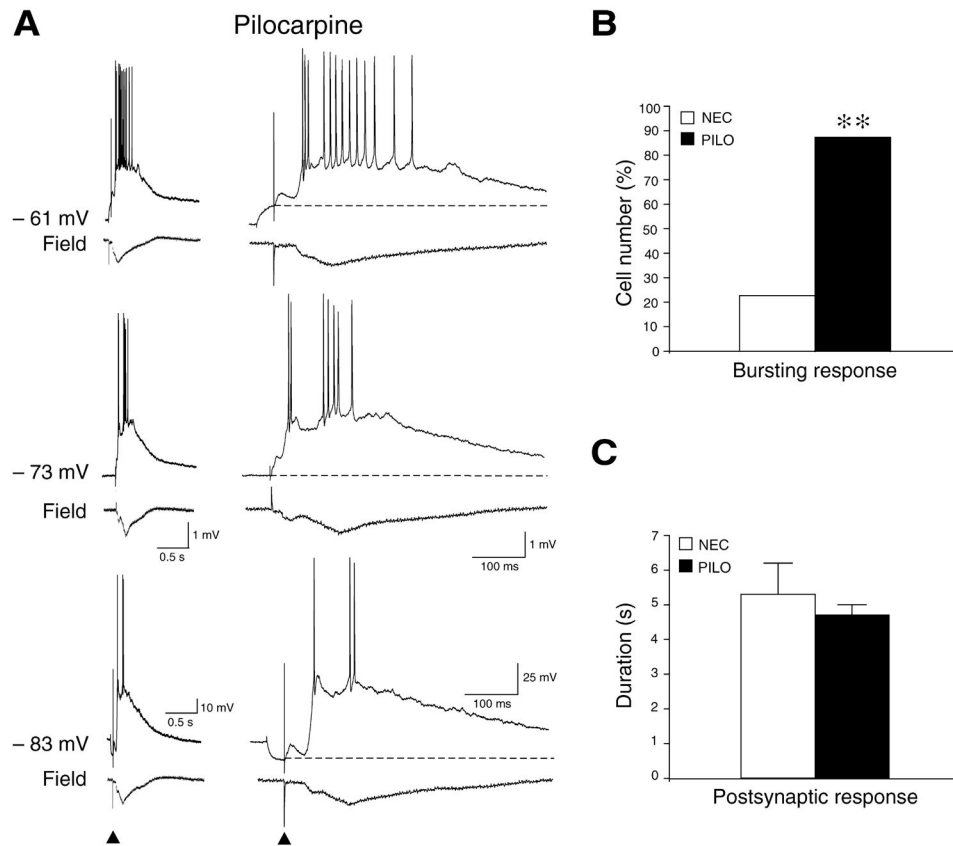 A
Pilocarpine
– 61 mV
Field
– 73 mV
Field
1 mV
0.5 s
1 mV
100 ms
– 83 mV
10 mV
0.5 s
25 mV
100 ms
Field
B
NEC
PILO
**
Cell number (%)
100
90
80
70
60
50
40
30
20
10
0
Bursting response
C
NEC
PILO
Duration (s)
7
6
5
4
3
2
1
0
Postsynaptic response